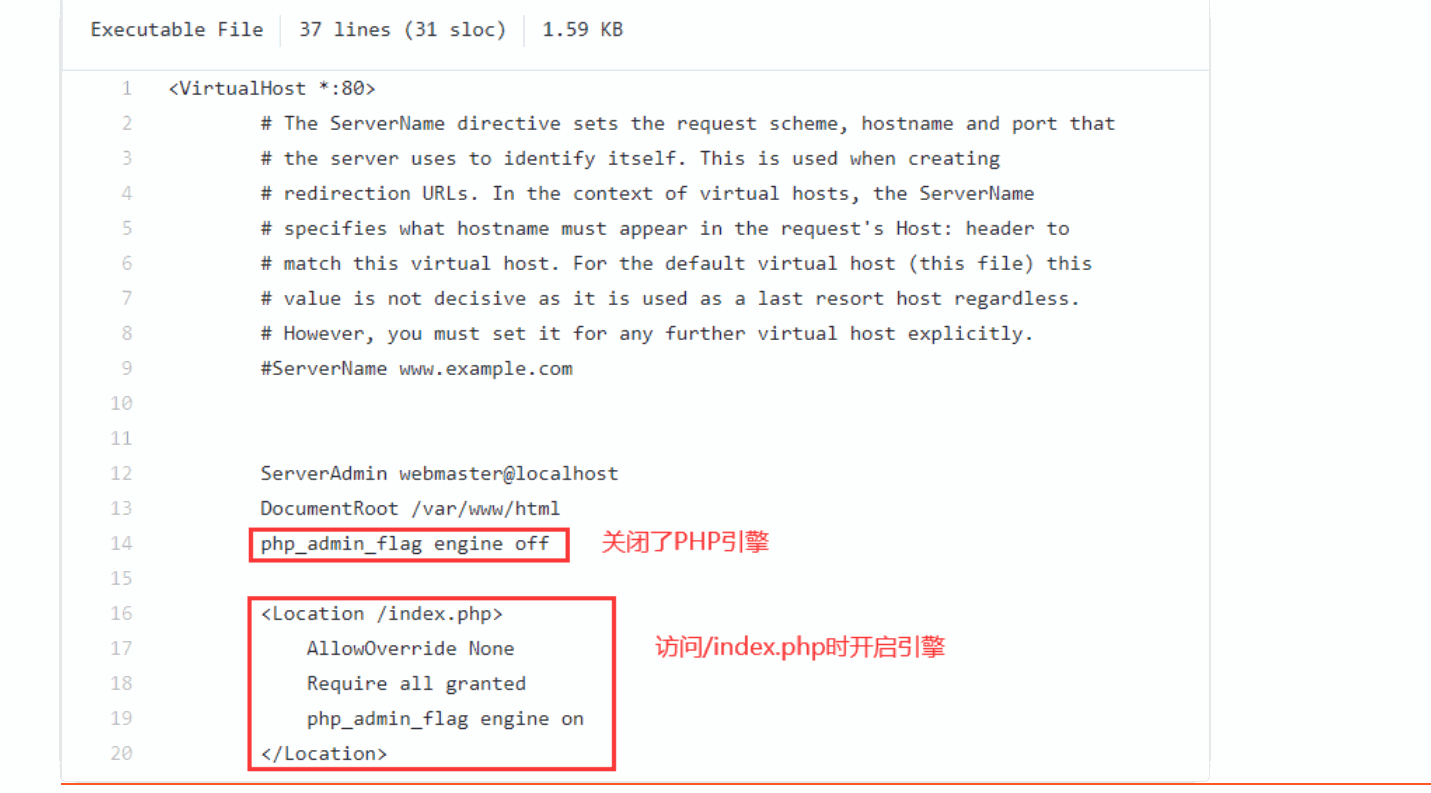 Executable File 37 lines (31 sloc) 1.59 KB
1 <VirtualHost *:80>
2 # The ServerName directive sets the request scheme, hostname and port that
3 # the server uses to identify itself. This is used when creating
4 # redirection URLs. In the context of virtual hosts, the ServerName
5 # specifies what hostname must appear in the request's Host: header to
6 # match this virtual host. For the default virtual host (this file) this
7 # value is not decisive as it is used as a last resort host regardless.
8 # However, you must set it for any further virtual host explicitly.
9 #ServerName www.example.com
10
11
12 ServerAdmin webmaster@localhost
13 DocumentRoot /var/www/html
14 php_admin_flag engine off 关闭了PHP引擎
15
16 <Location /index.php>
17 AllowOverride None 访问/index.php时开启引擎
18 Require all granted
19 php_admin_flag engine on
20 </Location>